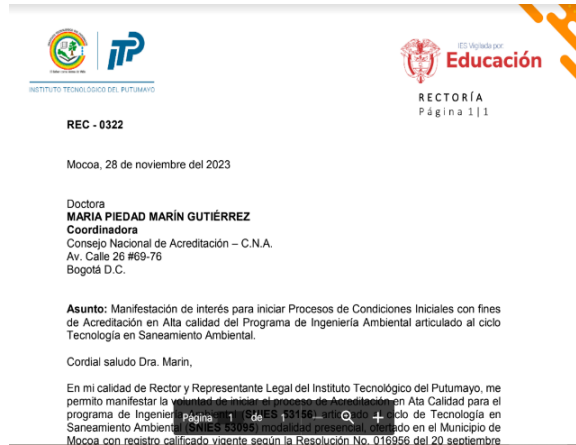 ITP
INSTITUTO TECNOLÓGICO DEL PUTUMAYO
IES Vigilada por
Educación
RECTORÍA
Página 1|1
REC - 0322
Mocoa, 28 de noviembre del 2023
Doctora
MARIA PIEDAD MARÍN GUTIÉRREZ
Coordinadora
Consejo Nacional de Acreditación – C.N.A.
Av. Calle 26 #69-76
Bogotá D.C.
Asunto: Manifestación de interés para iniciar Procesos de Condiciones Iniciales con fines
de Acreditación en Alta calidad del Programa de Ingeniería Ambiental articulado al ciclo
Tecnología en Saneamiento Ambiental.
Cordial saludo Dra. Marin,
En mi calidad de Rector y Representante Legal del Instituto Tecnológico del Putumayo, me
permito manifestar la voluntad de iniciar el proceso de Acreditación en Ata Calidad para el
programa de Ingeniería Ambiental (SNIES 53156) articulado al ciclo de Tecnología en
Página 1 de 1
Saneamiento Ambiental (SNIES 53095) modalidad presencial, ofertado en el Municipio de
Mocoa con registro calificado vigente según la Resolución No. 016956 del 20 septiembre